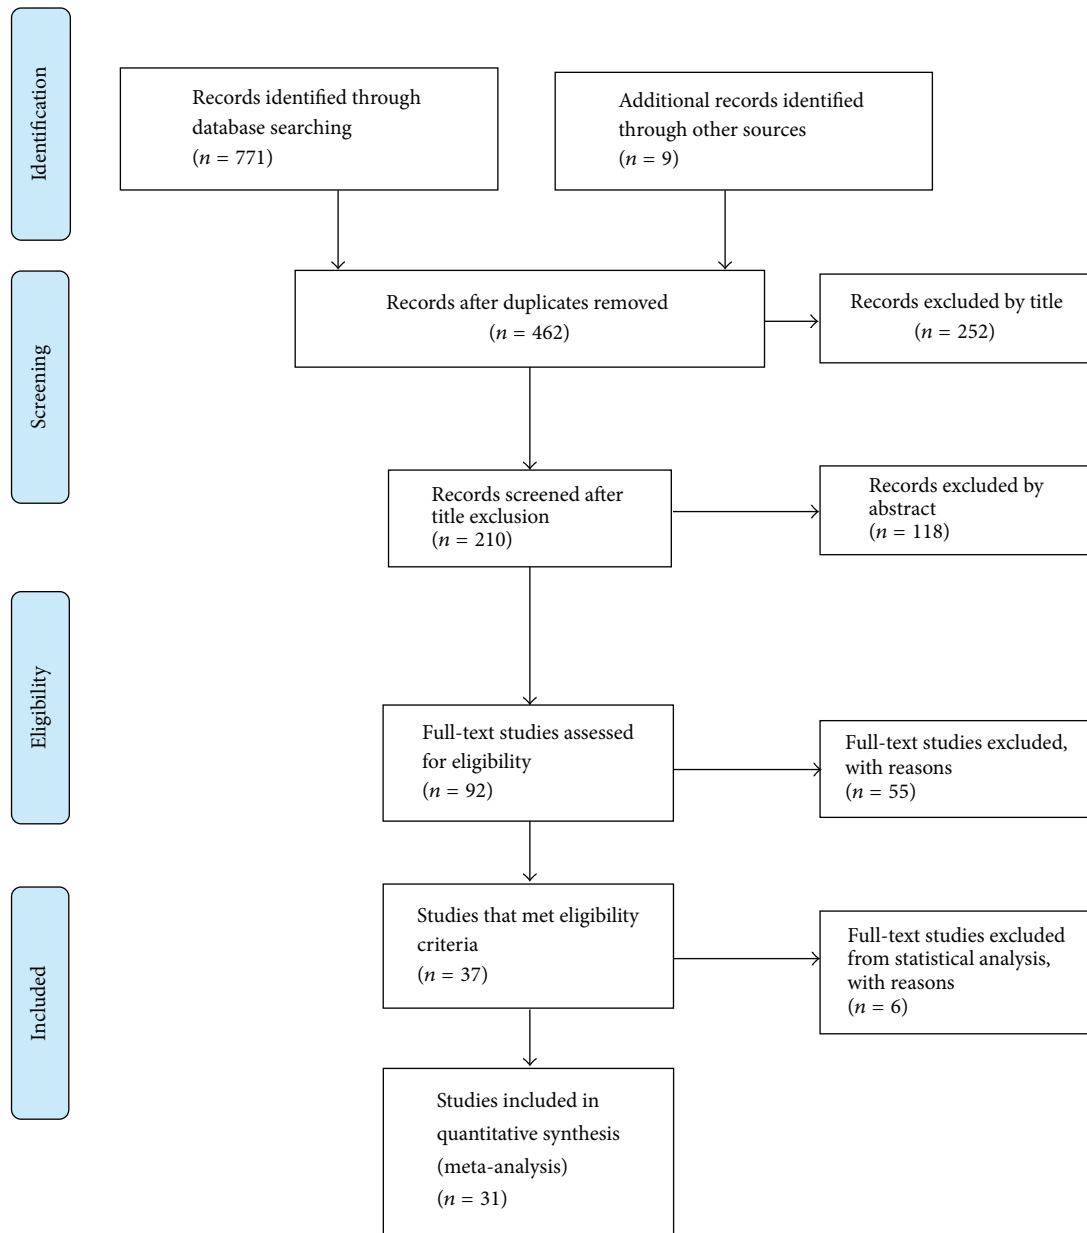 Identification
Records identified through
database searching
(n = 771)
Additional records identified
through other sources
(n = 9)
Screening
Records after duplicates removed
(n = 462)
Records excluded by title
(n = 252)
Records screened after
title exclusion
(n = 210)
Records excluded by
abstract
(n = 118)
Eligibility
Full-text studies assessed
for eligibility
(n = 92)
Full-text studies excluded,
with reasons
(n = 55)
Included
Studies that met eligibility
criteria
(n = 37)
Full-text studies excluded
from statistical analysis,
with reasons
(n = 6)
Studies included in
quantitative synthesis
(meta-analysis)
(n = 31)